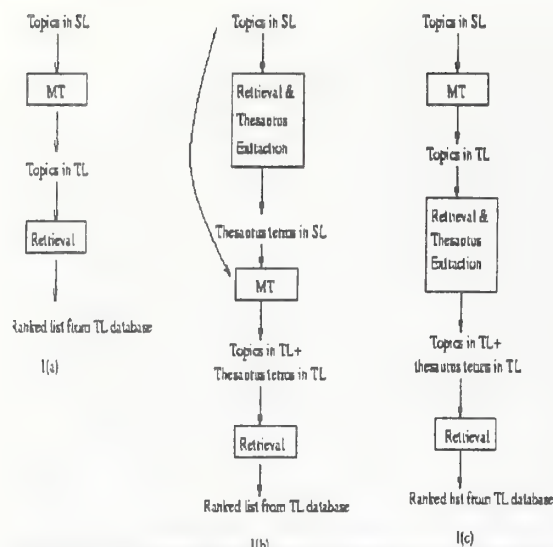 Topics in SL
MT
Topics in TL
Retrieval
Ranked list from TL database
1(a)
Topics in SL
Retrieval &
Thesaurus
Extraction
Thesaurus terms in SL
MT
Topics in TL+
Thesaurus terms in TL
Retrieval
Ranked list from TL database
1(b)
Topics in SL
MT
Topics in TL
Retrieval &
Thesaurus
Extraction
Topics in TL+
thesaurus terms in TL
Retrieval
Ranked list from TL database
1(c)